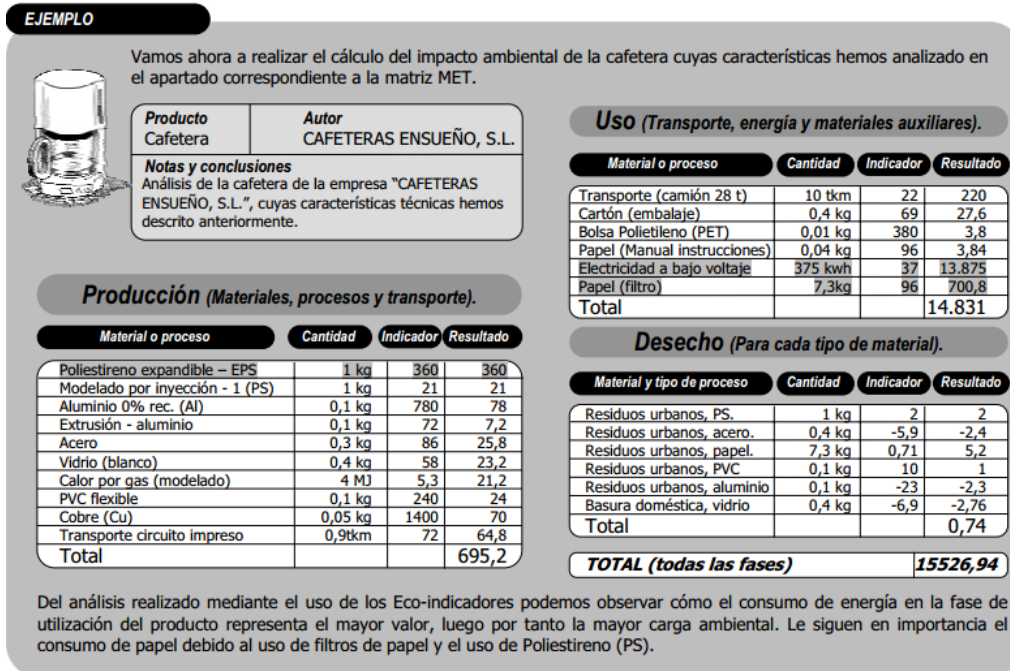 EJEMPLO
Vamos ahora a realizar el cálculo del impacto ambiental de la cafetera cuyas características hemos analizado en
el apartado correspondiente a la matriz MET.
Producto Autor
Cafetera CAFETERAS ENSUEÑO, S.L.
Notas y conclusiones
Análisis de la cafetera de la empresa “CAFETERAS
ENSUEÑO, S.L.”, cuyas características técnicas hemos
descrito anteriormente.
Producción (Materiales, procesos y transporte).
Material o proceso Cantidad Indicador Resultado
Poliestireno expandible – EPS 1 kg 360 360
Modelado por inyección - 1 (PS) 1 kg 21 21
Aluminio 0% rec. (Al) 0,1 kg 780 78
Extrusión - aluminio 0,1 kg 72 7,2
Acero 0,3 kg 86 25,8
Vidrio (blanco) 0,4 kg 58 23,2
Calor por gas (modelado) 4 MJ 5,3 21,2
PVC flexible 0,1 kg 240 24
Cobre (Cu) 0,05 kg 1400 70
Transporte circuito impreso 0,9tkm 72 64,8
Total 695,2
Uso (Transporte, energía y materiales auxiliares).
Material o proceso Cantidad Indicador Resultado
Transporte (camión 28 t) 10 tkm 22 220
Cartón (embalaje) 0,4 kg 69 27,6
Bolsa Polietileno (PET) 0,01 kg 380 3,8
Papel (Manual instrucciones) 0,04 kg 96 3,84
Electricidad a bajo voltaje 375 kwh 37 13.875
Papel (filtro) 7,3kg 96 700,8
Total 14.831
Desecho (Para cada tipo de material).
Material y tipo de proceso Cantidad Indicador Resultado
Residuos urbanos, PS. 1 kg 2 2
Residuos urbanos, acero. 0,4 kg -5,9 -2,4
Residuos urbanos, papel. 7,3 kg 0,71 5,2
Residuos urbanos, PVC 0,1 kg 10 1
Residuos urbanos, aluminio 0,1 kg -23 -2,3
Basura doméstica, vidrio 0,4 kg -6,9 -2,76
Total 0,74
TOTAL (todas las fases) 15526,94
Del análisis realizado mediante el uso de los Eco-indicadores podemos observar cómo el consumo de energía en la fase de
utilización del producto representa el mayor valor, luego por tanto la mayor carga ambiental. Le siguen en importancia el
consumo de papel debido al uso de filtros de papel y el uso de Poliestireno (PS).